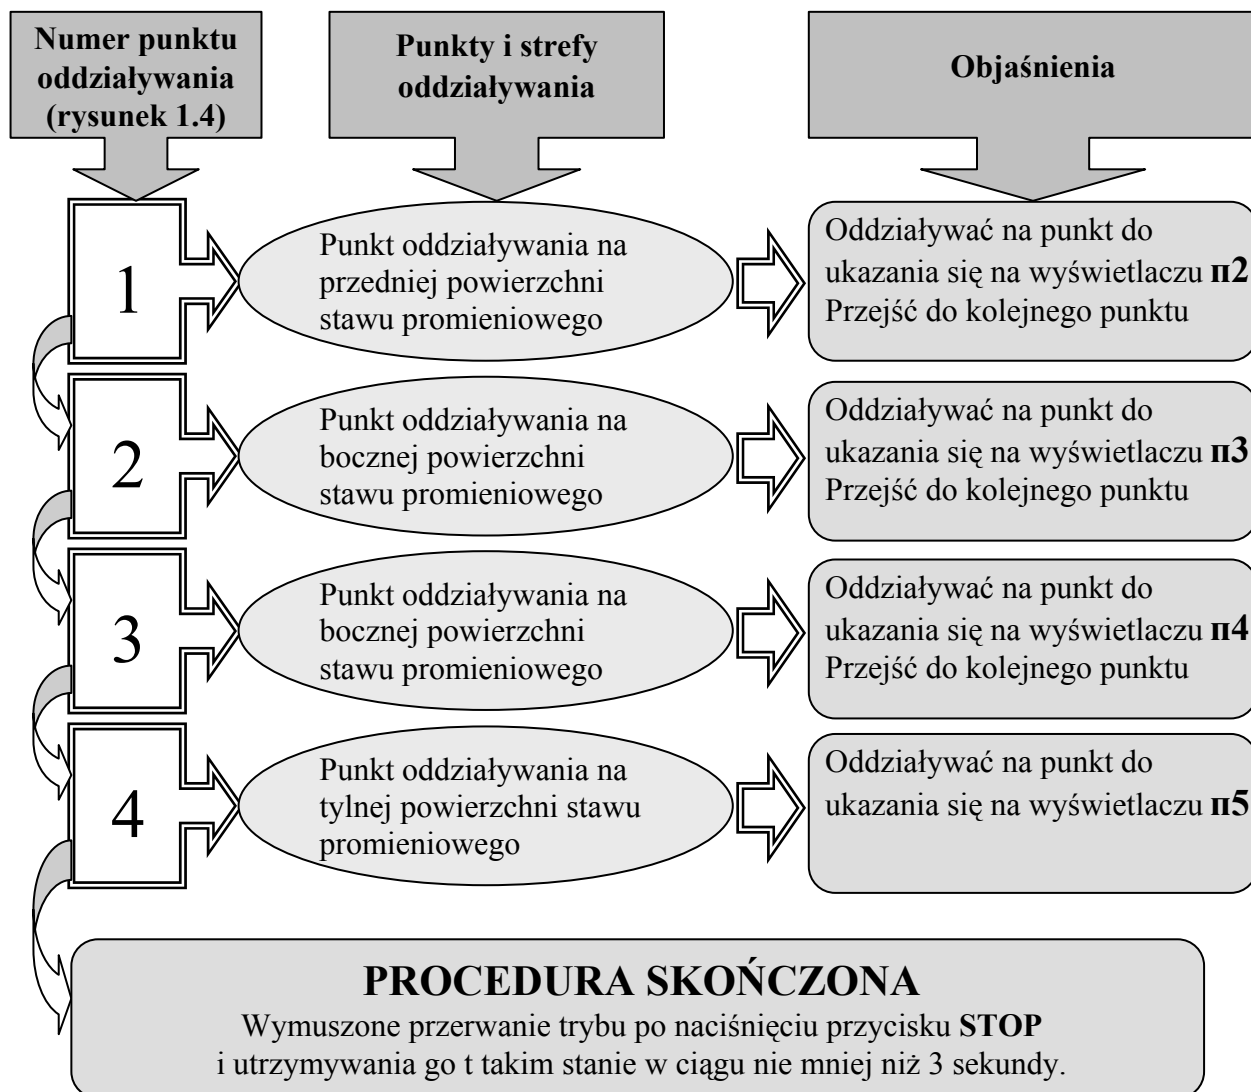 Numer punktu
oddziaływania
(rysunek 1.4)
Punkty i strefy
oddziaływania
Objaśnienia
1
Punkt oddziaływania na
przedniej powierzchni
stawu promieniowego
Oddziaływać na punkt do
ukazania się na wyświetlaczu п2
Przejść do kolejnego punktu
2
Punkt oddziaływania na
bocznej powierzchni
stawu promieniowego
Oddziaływać na punkt do
ukazania się na wyświetlaczu п3
Przejść do kolejnego punktu
3
Punkt oddziaływania na
bocznej powierzchni
stawu promieniowego
Oddziaływać na punkt do
ukazania się na wyświetlaczu п4
Przejść do kolejnego punktu
4
Punkt oddziaływania na
tylnej powierzchni stawu
promieniowego
Oddziaływać na punkt do
ukazania się na wyświetlaczu п5
PROCEDURA SKOŃCZONA
Wymuszone przerwanie trybu po naciśnięciu przycisku STOP
i utrzymywania go t takim stanie w ciągu nie mniej niż 3 sekundy.